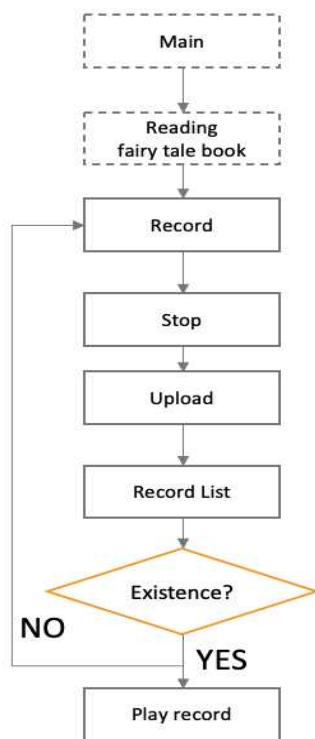 Main
Reading
fairy tale book
Record
Stop
Upload
Record List
Existence?
NO
YES
Play record